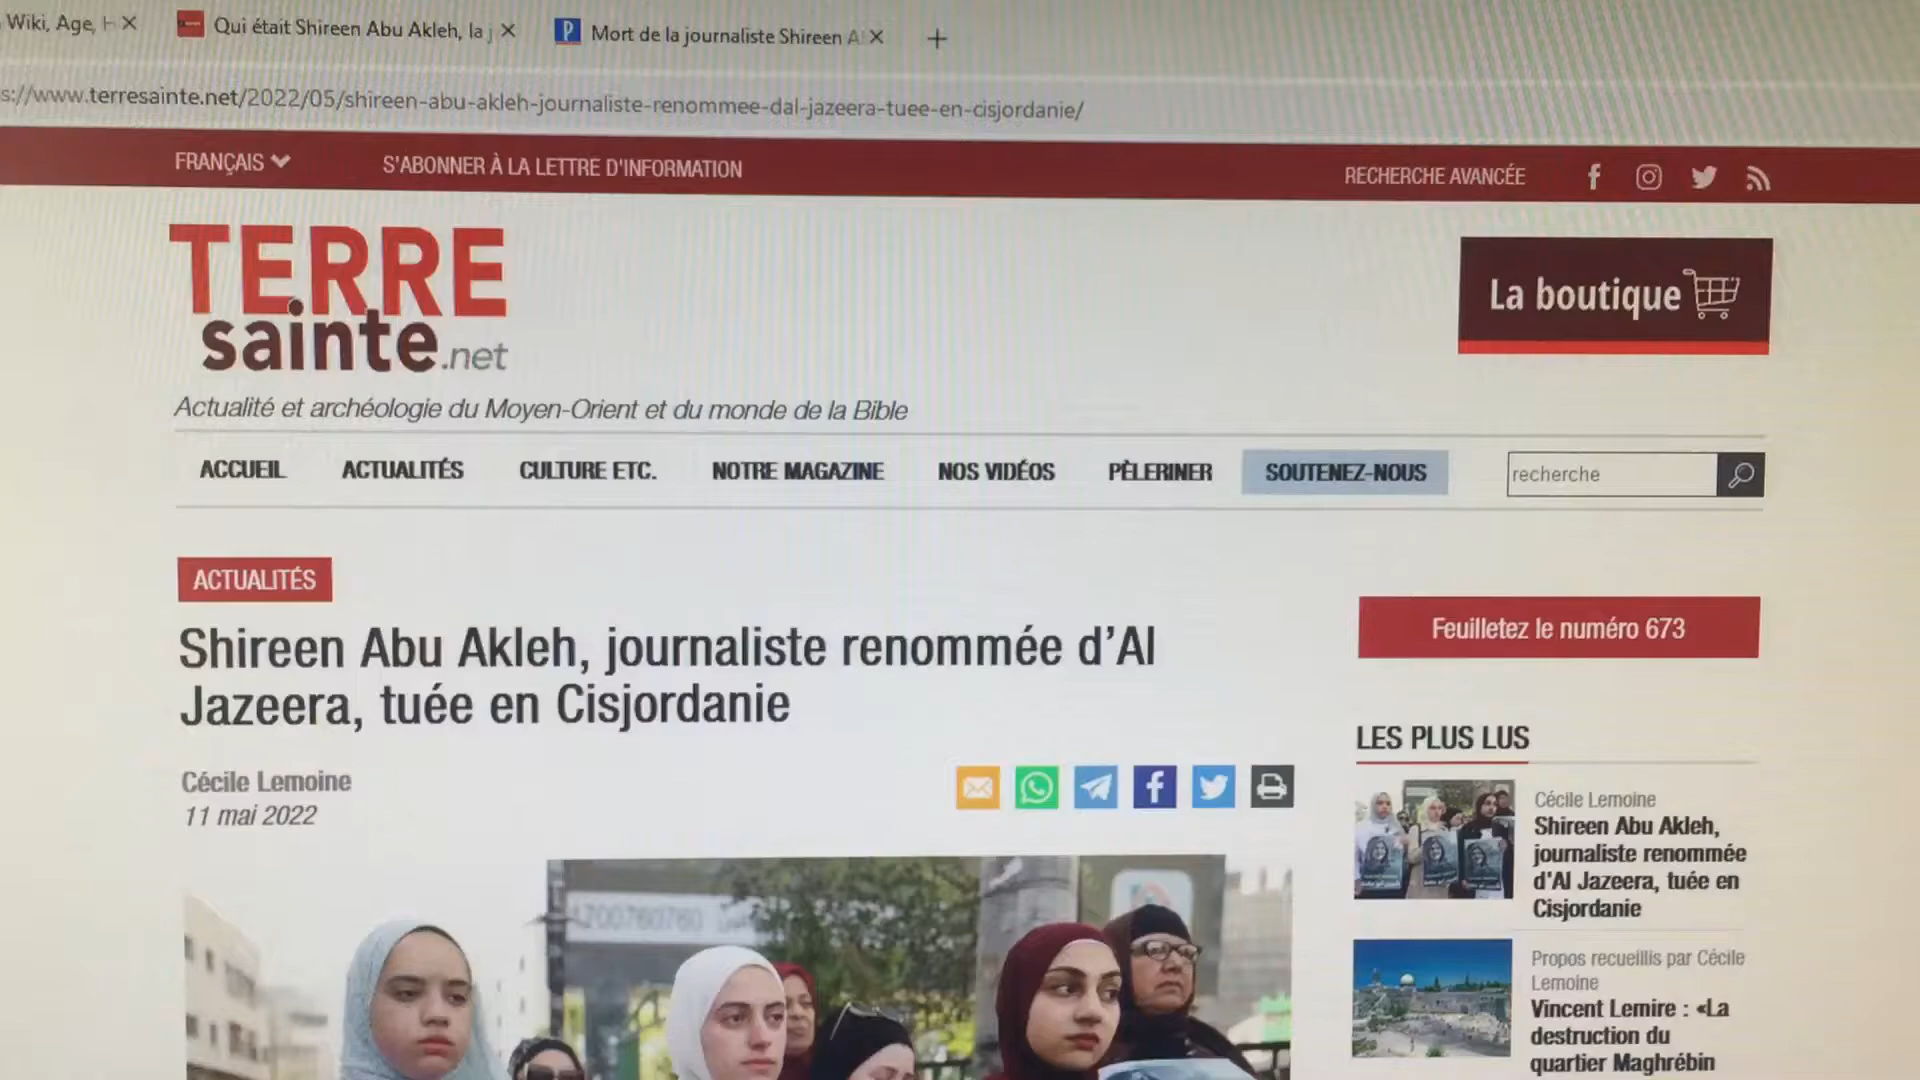 Wiki, Age,
Qui était Shireen Abu Akleh, la
Mort de la journaliste Shireen
s://www.terresainte.net/2022/05/shireen-abu-akleh-journaliste-renommee-dal-jazeera-tuee-en-cisjordanie/
FRANÇAIS
S'ABONNER À LA LETTRE D'INFORMATION
RECHERCHE AVANCÉE
TERRE
sainte.net
La boutique
Actualité et archéologie du Moyen-Orient et du monde de la Bible
ACCUEIL
ACTUALITÉS
CULTURE ETC.
NOTRE MAGAZINE
NOS VIDÉOS
PÈLERINER
SOUTENEZ-NOUS
recherche
ACTUALITÉS
Shireen Abu Akleh, journaliste renommée d'Al
Jazeera, tuée en Cisjordanie
Cécile Lemoine
11 mai 2022
Feuilletez le numéro 673
LES PLUS LUS
Cécile Lemoine
Shireen Abu Akleh,
journaliste renommée
d'Al Jazeera, tuée en
Cisjordanie
Propos recueillis par Cécile
Lemoine
Vincent Lemire : «La
destruction du
quartier Maghrébin